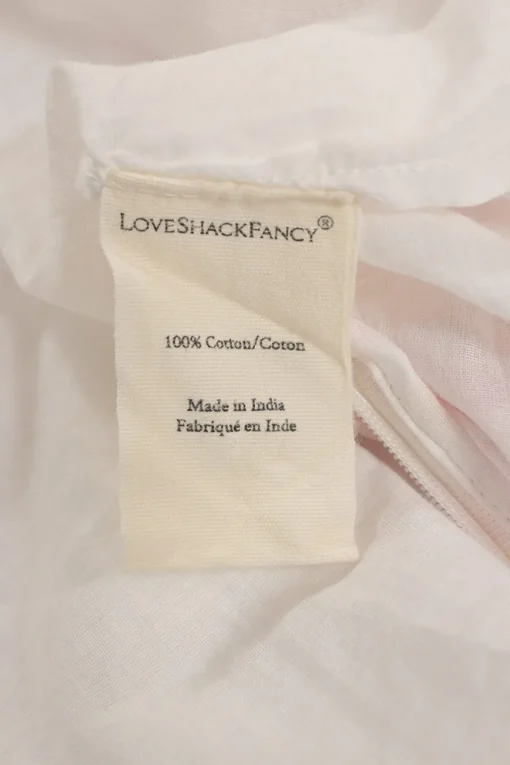 LOVESHACKFANCY®
100% Cotton/Coton
Made in India
Fabriqué en Inde